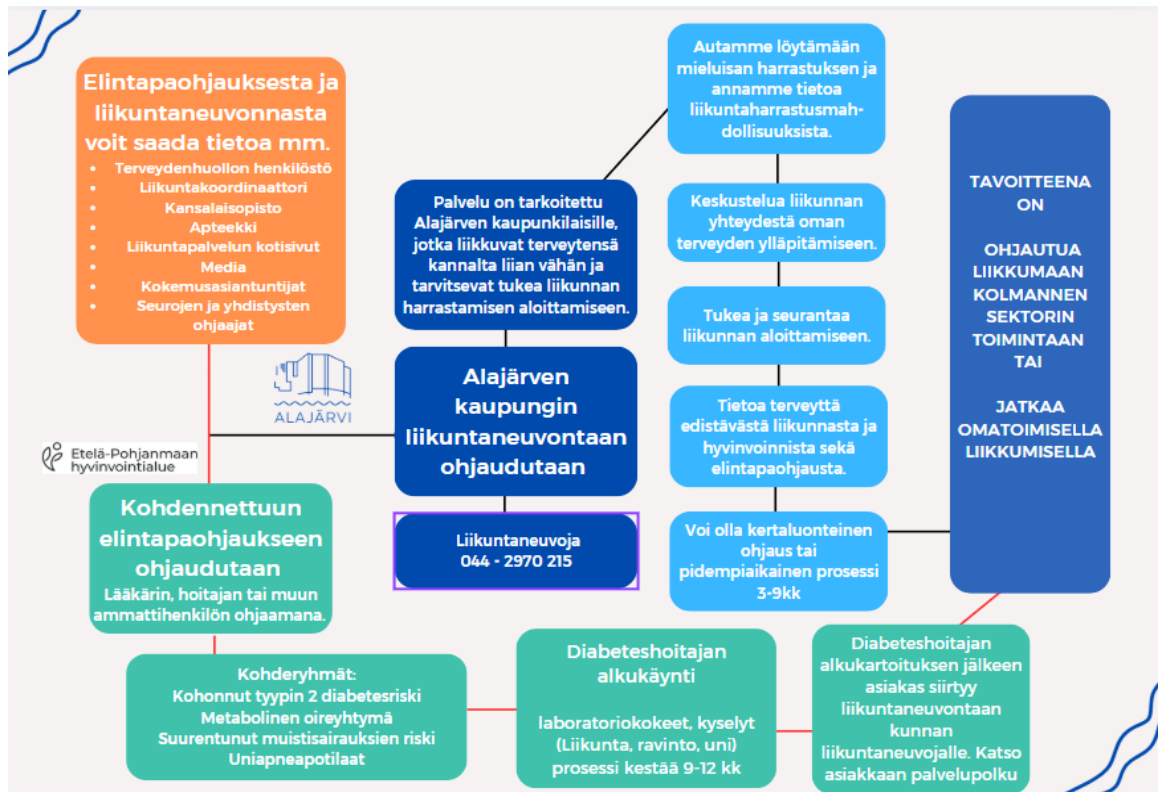 Elintapaohjauksesta ja
liikuntaneuvonnasta
voit saada tietoa mm.
• Terveydenhuollon henkilöstö
• Liikuntakoordinaattori
• Kansalaisopisto
• Apteekki
• Liikuntapalvelun kotisivut
• Media
• Kokemusasiantuntijat
• Seurojen ja yhdistysten
ohjaajat
ALAJÄRVI
Etelä-Pohjanmaan
hyvinvointialue
Palvelu on tarkoitettu
Alajärven kaupunkilaisille,
jotka liikkuvat terveytensä
kannalta liian vähän ja
tarvitsevat tukea liikunnan
harrastamisen aloittamiseen.
Alajärven
kaupungin
liikuntaneuvontaan
ohjaudutaan
Liikuntaneuvoja
044 - 2970 215
Autamme löytämään
mieluisan harrastuksen ja
annamme tietoa
liikuntaharrastusmah-
dollisuuksista.
Keskustelua liikunnan
yhteydestä oman
terveyden ylläpitämiseen.
Tukea ja seurantaa
liikunnan aloittamiseen.
Tietoa terveyttä
edistävästä liikunnasta ja
hyvinvoinnista sekä
elintapaohjausta.
Voi olla kertaluonteinen
ohjaus tai
pidempiaikainen prosessi
3-9kk
TAVOITTEENA
ON
OHJAUTUA
LIIKKUMAAN
KOLMANNEN
SEKTORIN
TOIMINTAAN
TAI
JATKAA
OMATOIMISELLA
LIIKKUMISELLA
Kohdennettuun
elintapaohjaukseen
ohjaudutaan
Lääkärin, hoitajan tai muun
ammattihenkilön ohjaamana.
Kohderyhmät:
Kohonnut tyypin 2 diabetesriski
Metabolinen oireyhtymä
Suurentunut muistisairauksien riski
Uniapneapotilaat
Diabeteshoitajan
alkukäynti
laboratoriokokeet, kyselyt
(Liikunta, ravinto, uni)
prosessi kestää 9-12 kk
Diabeteshoitajan
alkukartoituksen jälkeen
asiakas siirtyy
liikuntaneuvontaan
kunnan
liikuntaneuvojalle. Katso
asiakkaan palvelupolku